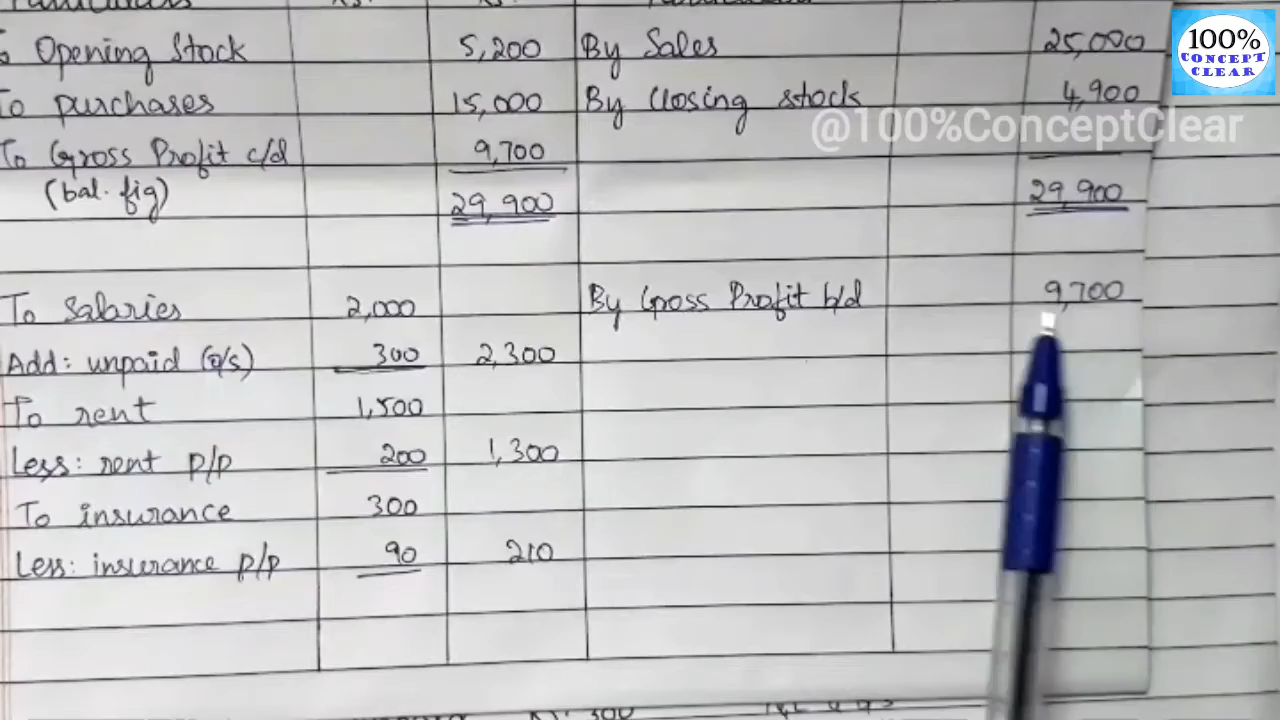 To Opening Stock 5,200 By Sales 25,000
To purchases 15,000 By Closing stock 4,900
To Gross Profit c/d 9,700
(bal. fig) 29,900 29,900
To Salaries 2,000 By Gross Profit b/d 9,700
Add: unpaid (o/s) 300 2,300
To rent 1,500
Less: rent p/p 200 1,300
To insurance 300
Less: insurance p/p 90 210
100%
CONCEPT
CLEAR
@100%ConceptClear